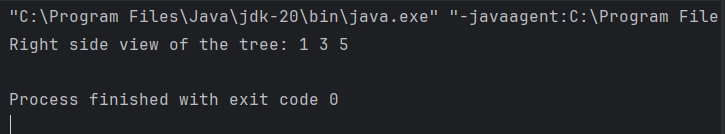 "C:\Program Files\Java\jdk-20\bin\java.exe" "-javaagent:C:\Program File
Right side view of the tree: 1 3 5
Process finished with exit code 0